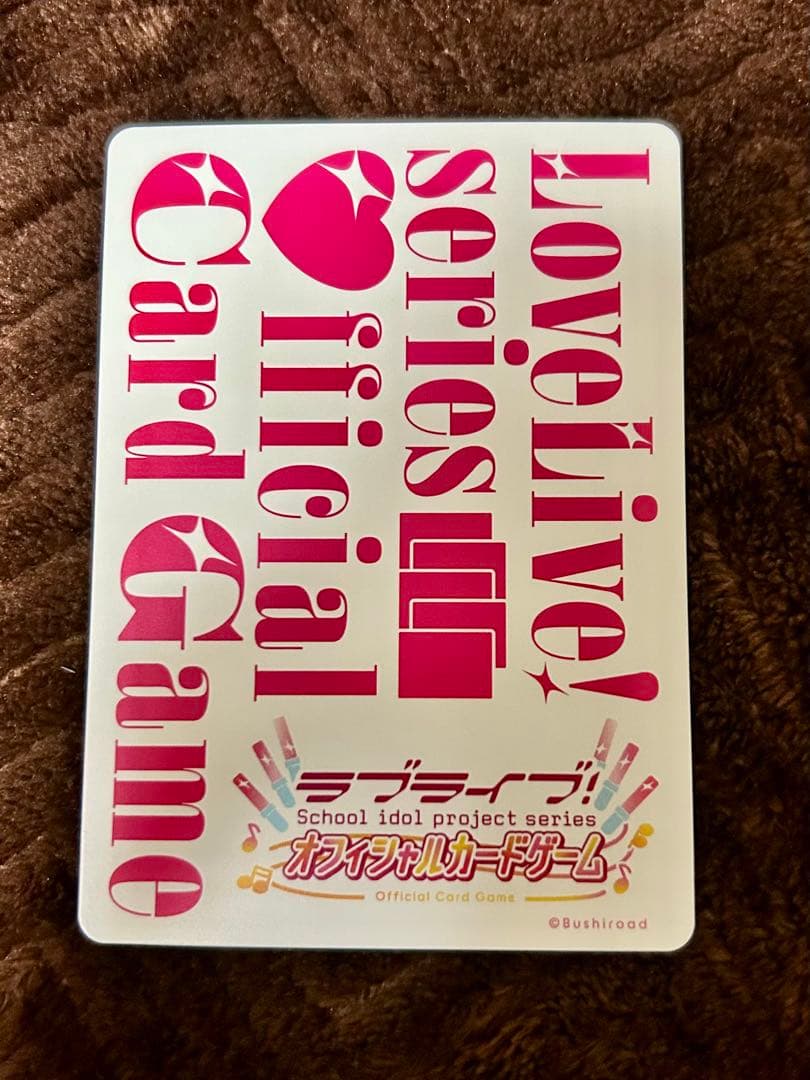 LoveLive!
series
Official
Card Game
ラブライブ!
School idol project series
オフィシャルカードゲーム
Official Card Game
©Bushiroad